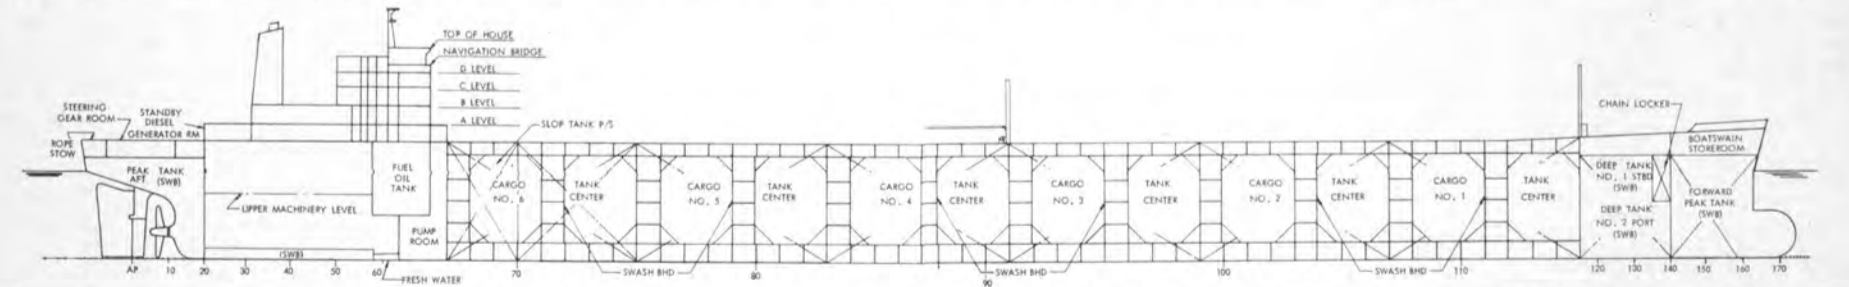 TOP OF HOUSE
NAVIGATION BRIDGE
D LEVEL
C LEVEL
B LEVEL
A LEVEL
STEERING
GEAR ROOM
STANDBY
DIESEL
GENERATOR RM
ROPE
STOW
SLOP TANK P/S
CHAIN LOCKER
BOATSWAIN
STOREROOM
PEAK TANK
AFT. (SWB)
UPPER MACHINERY LEVEL
FUEL
OIL
TANK
PUMP
ROOM
(SWB)
FRESH WATER
CARGO
NO. 6
TANK
CENTER
CARGO
NO. 5
TANK
CENTER
CARGO
NO. 4
TANK
CENTER
CARGO
NO. 3
TANK
CENTER
CARGO
NO. 2
TANK
CENTER
CARGO
NO. 1
TANK
CENTER
DEEP TANK
NO. 1 STBD
(SWB)
DEEP TANK
NO. 2 PORT
(SWB)
FORWARD
PEAK TANK
(SWB)
SWASH BHD
SWASH BHD
SWASH BHD
AP 10 20 30 40 50 60 70 80 90 100 110 120 130 140 150 160 170